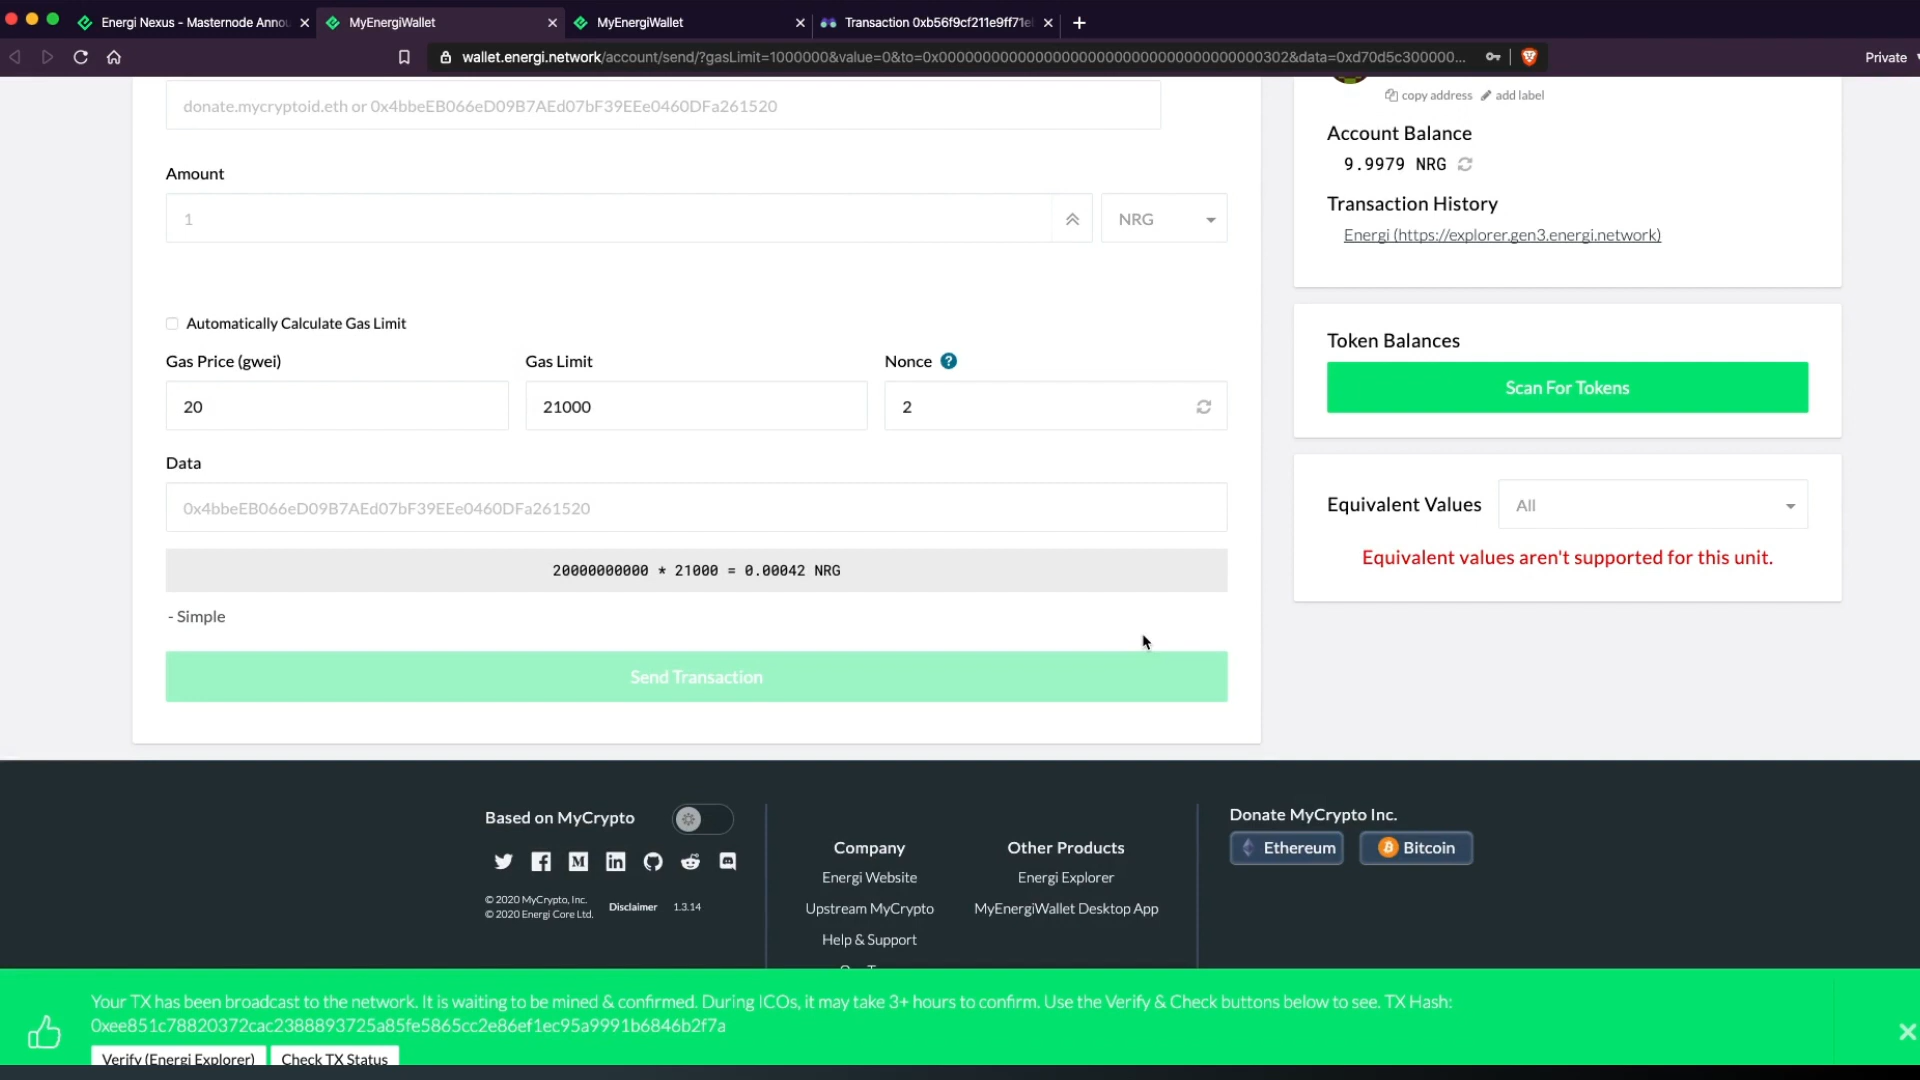 Energi Nexus - Masternode Annou
MyEnergiWallet
MyEnergiWallet
Transaction 0xb56f9cf211e9ff71e
wallet.energi.network/account/send/?gasLimit=1000000&value=0&to=0x0000000000000000000000000000000000000302&data=0xd70d5c300000...
Private
donate.mycryptoid.eth or 0x4bbeEB066eD09B7AEd07bF39EEe0460DFa261520
copy address
add label
Account Balance
9.9979 NRG
Transaction History
Energi (https://explorer.gen3.energi.network)
Amount
1
NRG
Automatically Calculate Gas Limit
Gas Price (gwei)
Gas Limit
Nonce ?
20
21000
2
Data
0x4bbeEB066eD09B7AEd07bF39EEe0460DFa261520
20000000000 * 21000 = 0.00042 NRG
- Simple
Send Transaction
Token Balances
Scan For Tokens
Equivalent Values
All
Equivalent values aren't supported for this unit.
Based on MyCrypto
© 2020 MyCrypto, Inc.
© 2020 Energi Core Ltd.
Disclaimer
1.3.14
Company
Energi Website
Upstream MyCrypto
Help & Support
Other Products
Energi Explorer
MyEnergiWallet Desktop App
Donate MyCrypto Inc.
Ethereum
Bitcoin
Your TX has been broadcast to the network. It is waiting to be mined & confirmed. During ICOs, it may take 3+ hours to confirm. Use the Verify & Check buttons below to see. TX Hash:
0xee851c78820372cac2388893725a85fe5865cc2e86ef1ec95a9991b6846b2f7a
Verify (Energi Explorer)
Check TX Status